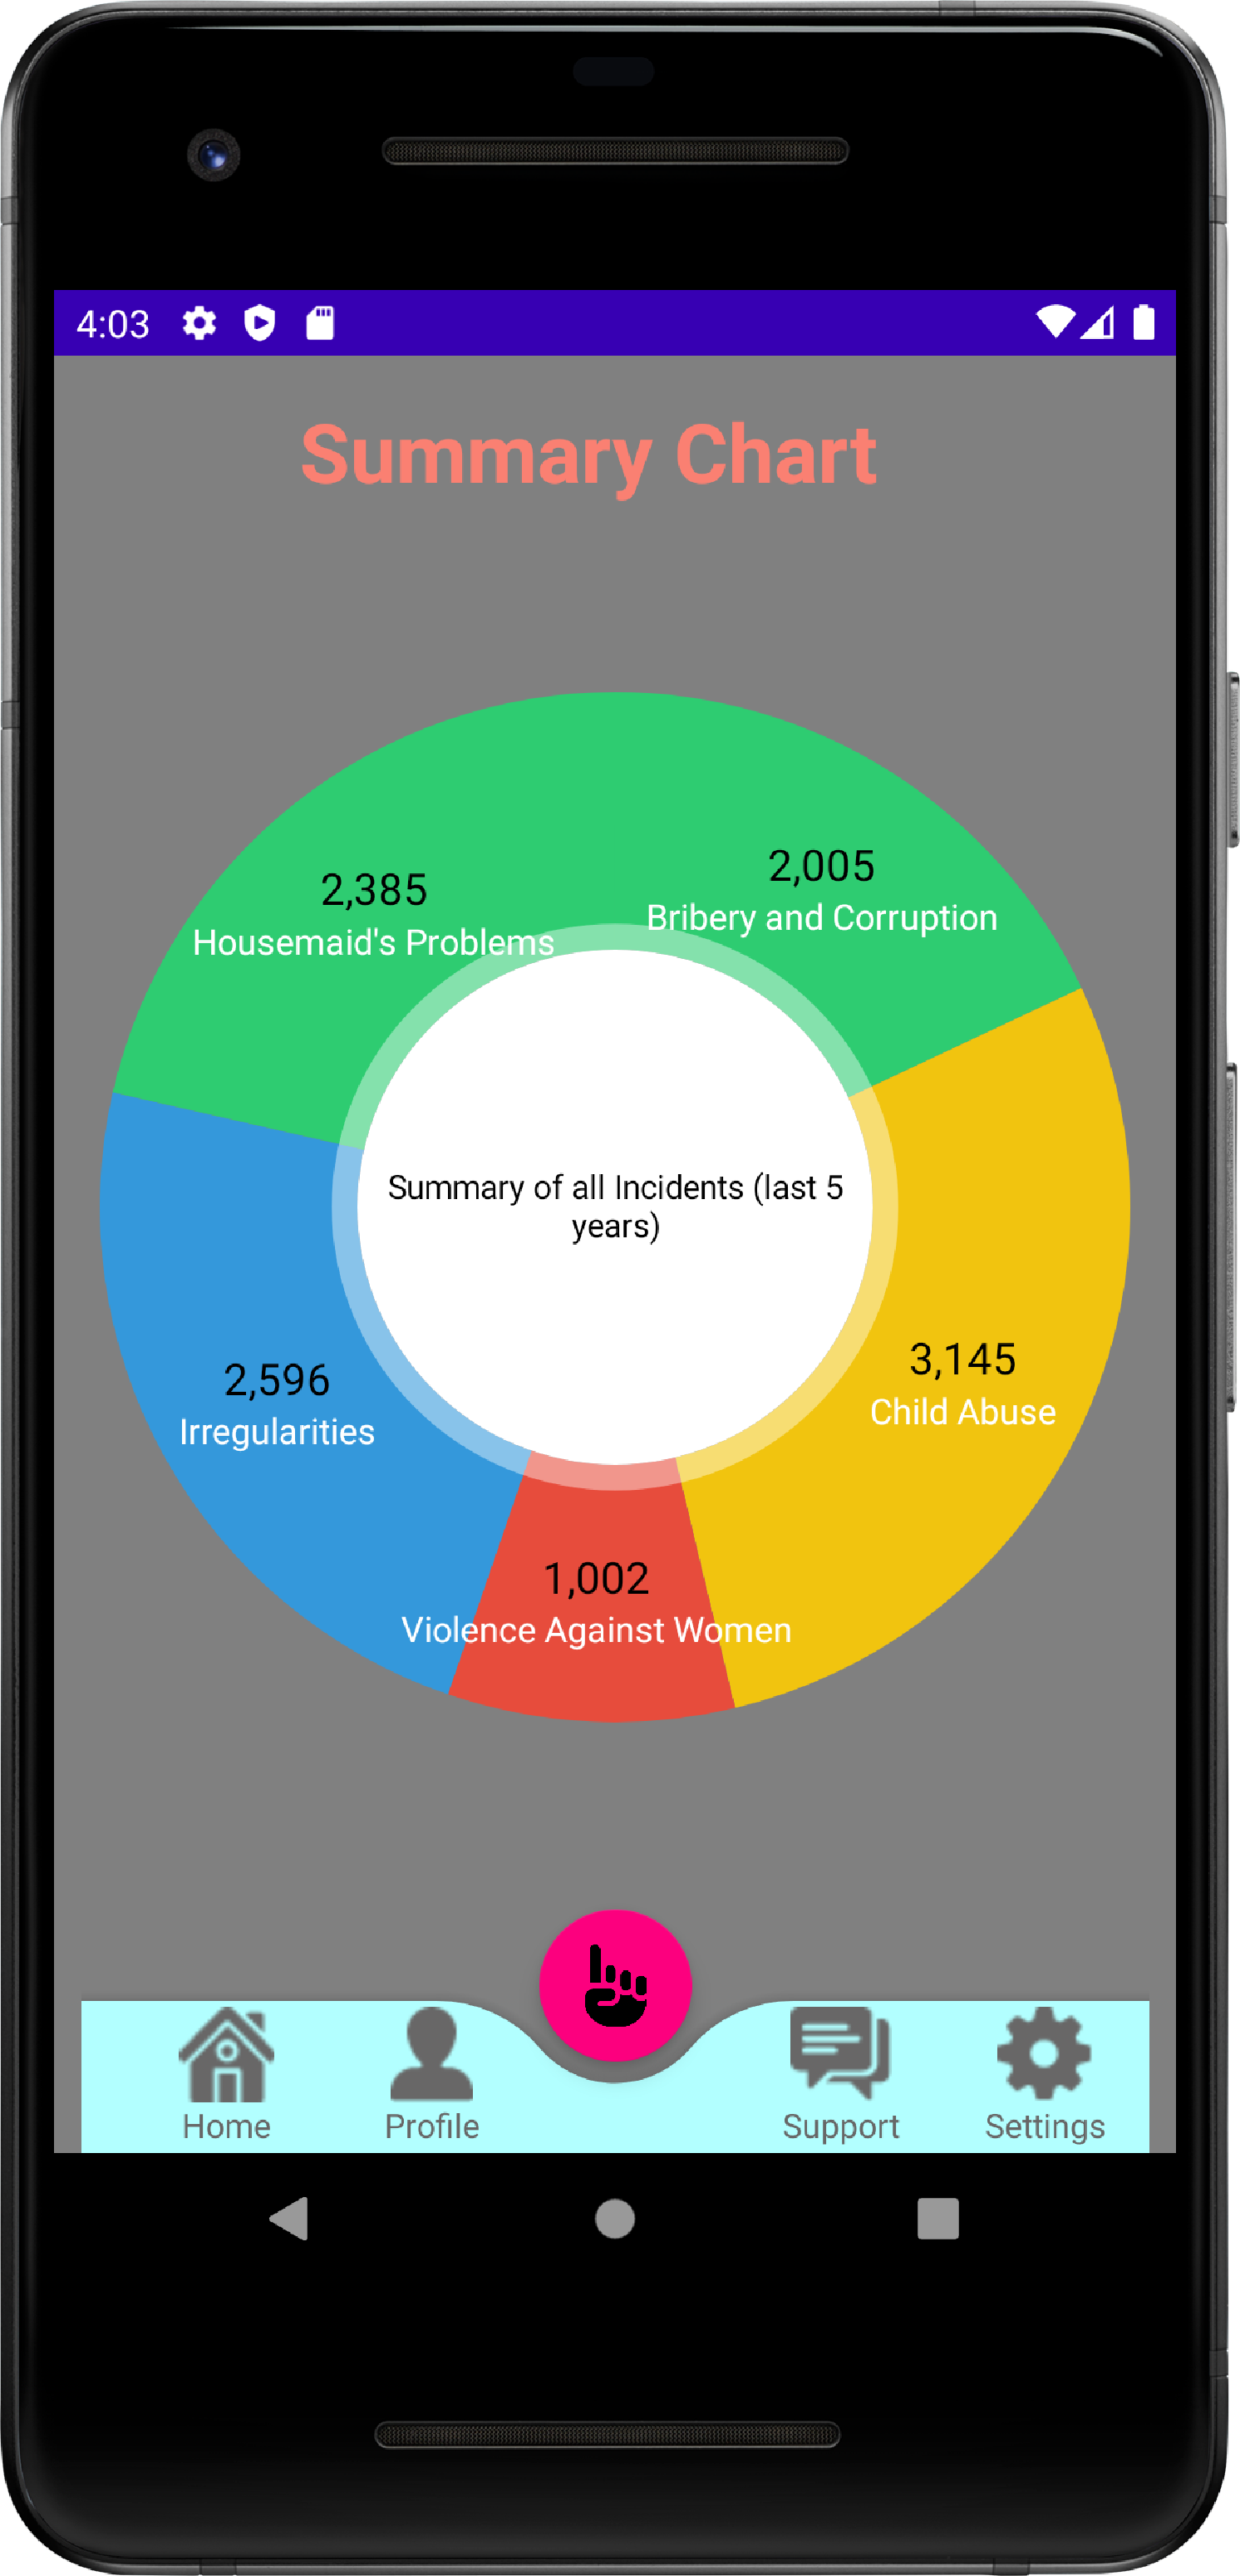 4:03
Summary Chart
2,005
Bribery and Corruption
2,385
Housemaid's Problems
Summary of all Incidents (last 5
years)
3,145
Child Abuse
2,596
Irregularities
1,002
Violence Against Women
Home
Profile
Support
Settings